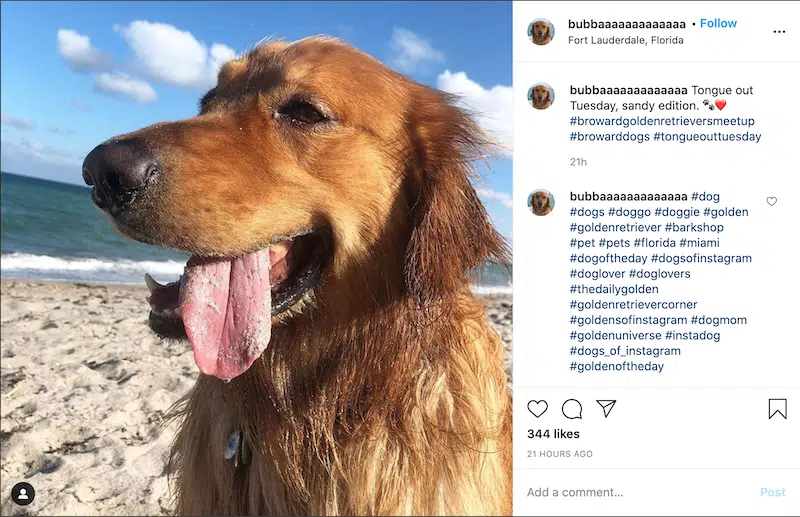 bubbaaaaaaaaaaaaa • Follow
Fort Lauderdale, Florida
bubbaaaaaaaaaaaaa Tongue out
Tuesday, sandy edition. 🐾❤️
#browardgoldenretrieversmeetup
#browarddogs #tongueouttuesday
21h
bubbaaaaaaaaaaaaa #dog
#dogs #doggo #doggie #golden
#goldenretriever #barkshop
#pet #pets #florida #miami
#dogoftheday #dogsofinstagram
#doglover #doglovers
#thedailygolden
#goldenretrievercorner
#goldensofinstagram #dogmom
#goldenuniverse #instadog
#dogs_of_instagram
#goldenoftheday
344 likes
21 HOURS AGO
Add a comment... Post